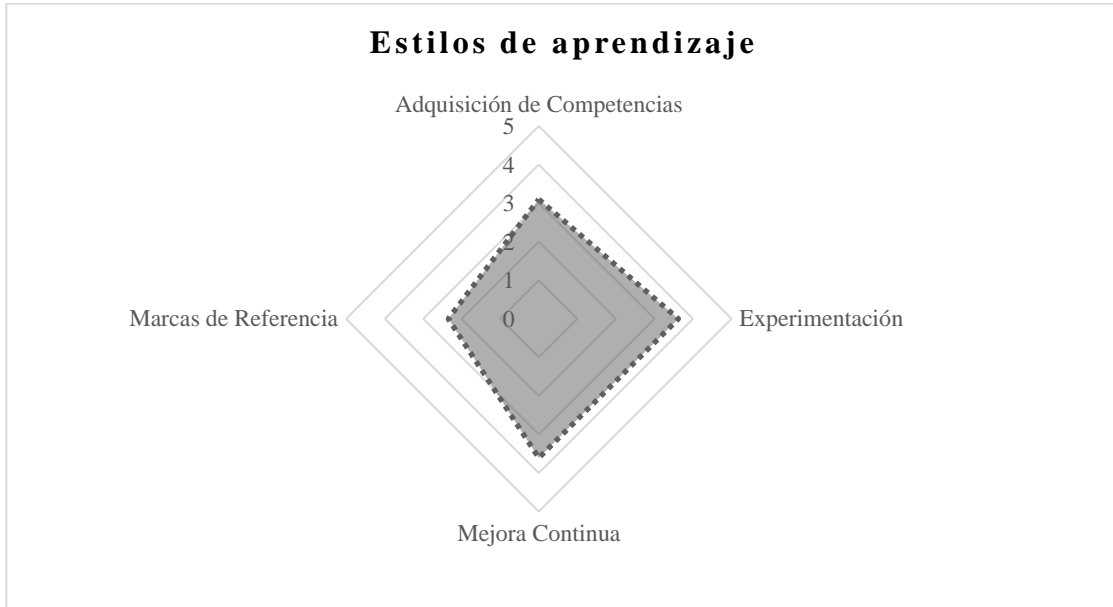 Estilos de aprendizaje
Adquisición de Competencias
5
4
3
2
1
0
Marcas de Referencia
Experimentación
Mejora Continua